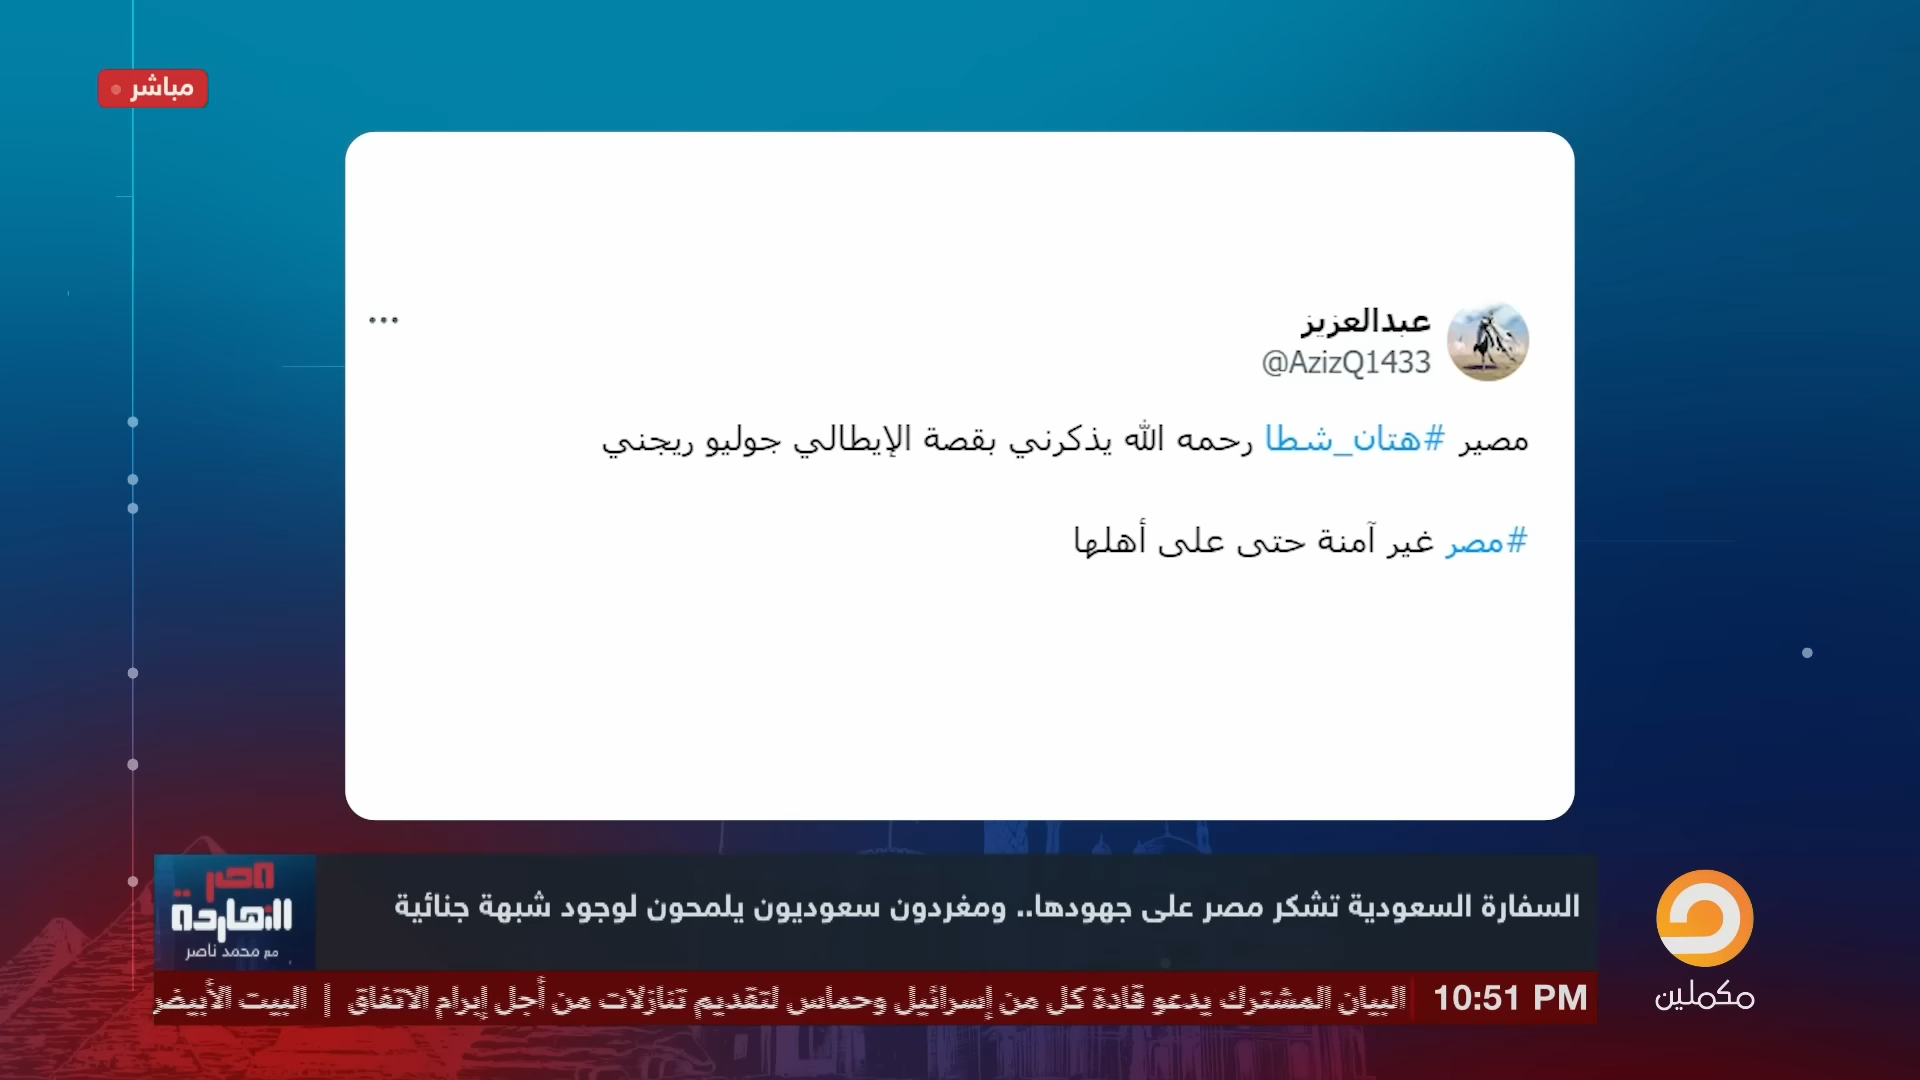 مباشر
عبدالعزيز
@AzizQ1433
مصير #هتان_شطا رحمه الله يذكرني بقصة الإيطالي جوليو ريجني
#مصر غير آمنة حتى على أهلها
السفارة السعودية تشكر مصر على جهودها.. ومغردون سعوديون يلمحون لوجود شبهة جنائية
مصر
النهاردة
مع محمد ناصر
10:51 PM
البيان المشترك يدعو قادة كل من إسرائيل وحماس لتقديم تنازلات من أجل إبرام الاتفاق | البيت الأبيض
مكملين